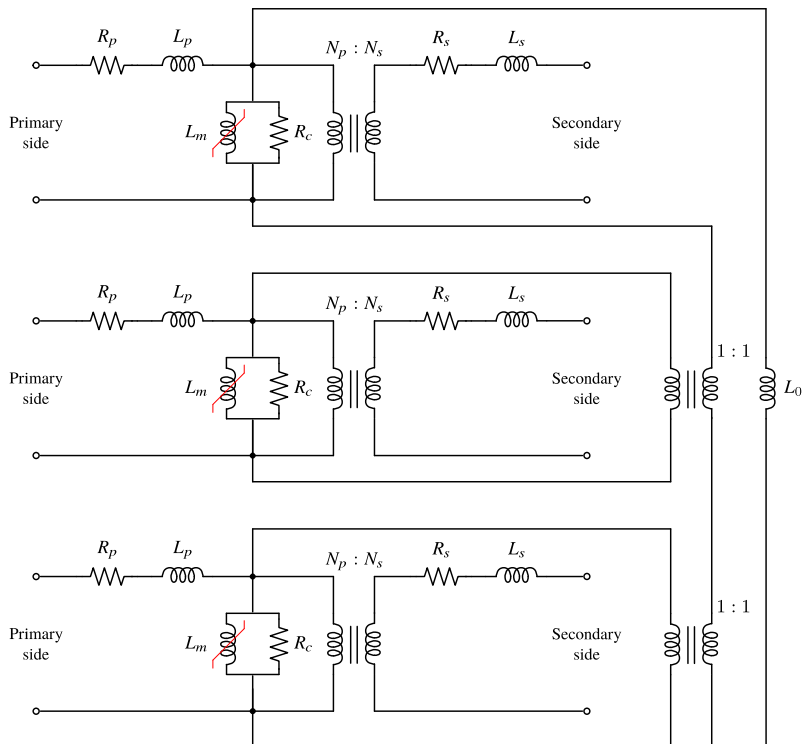 R_p L_p N_p : N_s R_s L_s
Primary side
L_m R_c
Secondary side
R_p L_p N_p : N_s R_s L_s
1 : 1
Primary side
L_m R_c
Secondary side
L_0
R_p L_p N_p : N_s R_s L_s
1 : 1
Primary side
L_m R_c
Secondary side